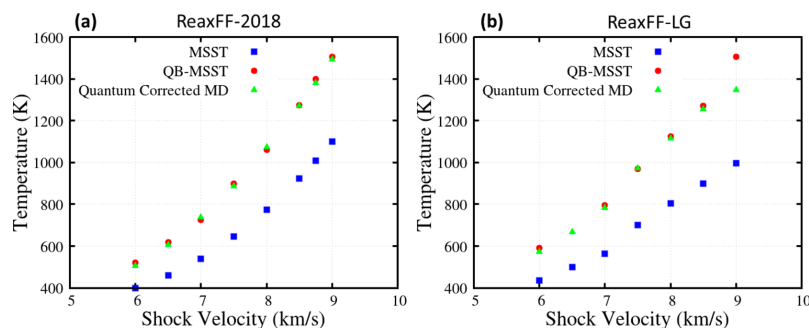 (a) ReaxFF-2018
1600
1400
1200
1000
800
600
400
Temperature (K)
MSST
QB-MSST
Quantum Corrected MD
5 6 7 8 9 10
Shock Velocity (km/s)
(b) ReaxFF-LG
1600
1400
1200
1000
800
600
400
Temperature (K)
MSST
QB-MSST
Quantum Corrected MD
5 6 7 8 9 10
Shock Velocity (km/s)